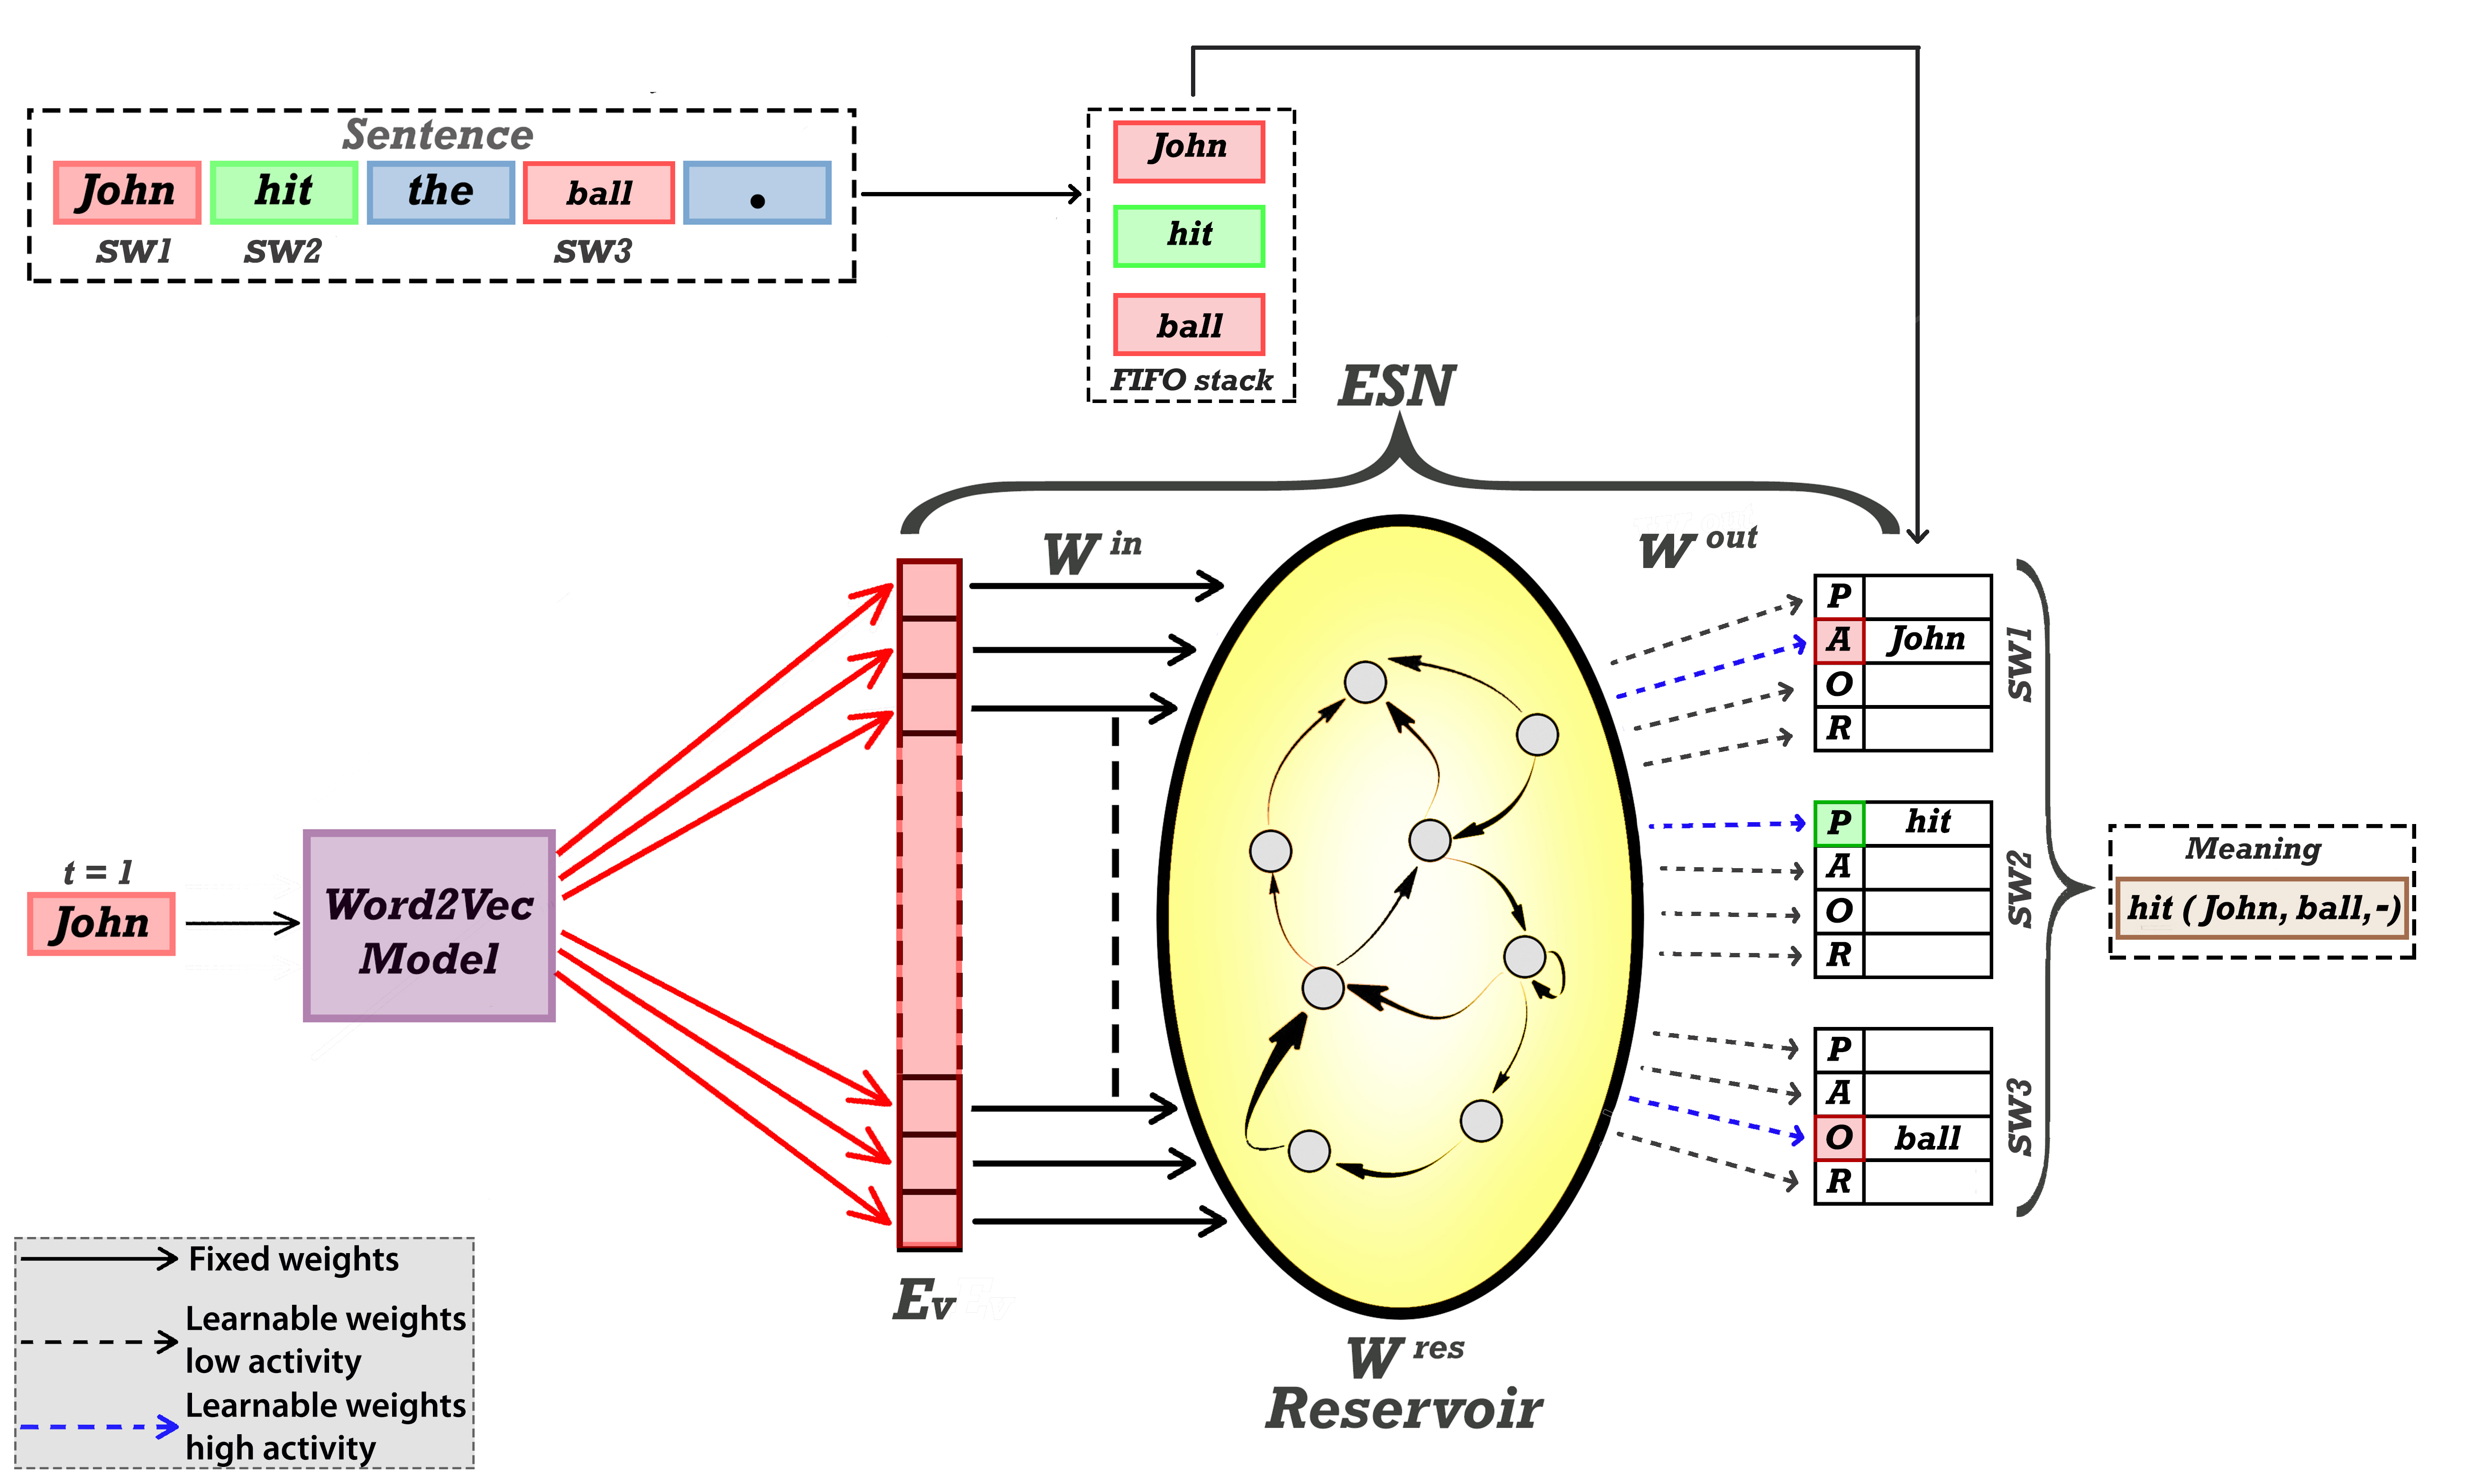 Sentence
John hit the ball .
SW1 SW2 SW3
John
hit
ball
FIFO stack
ESN
W in
W out
t = 1
John
Word2Vec
Model
Ev
W res
Reservoir
P
A John
O
R
SW1
P hit
A
O
R
SW2
P
A
O ball
R
SW3
Meaning
hit ( John, ball,-)
Fixed weights
Learnable weights
low activity
Learnable weights
high activity